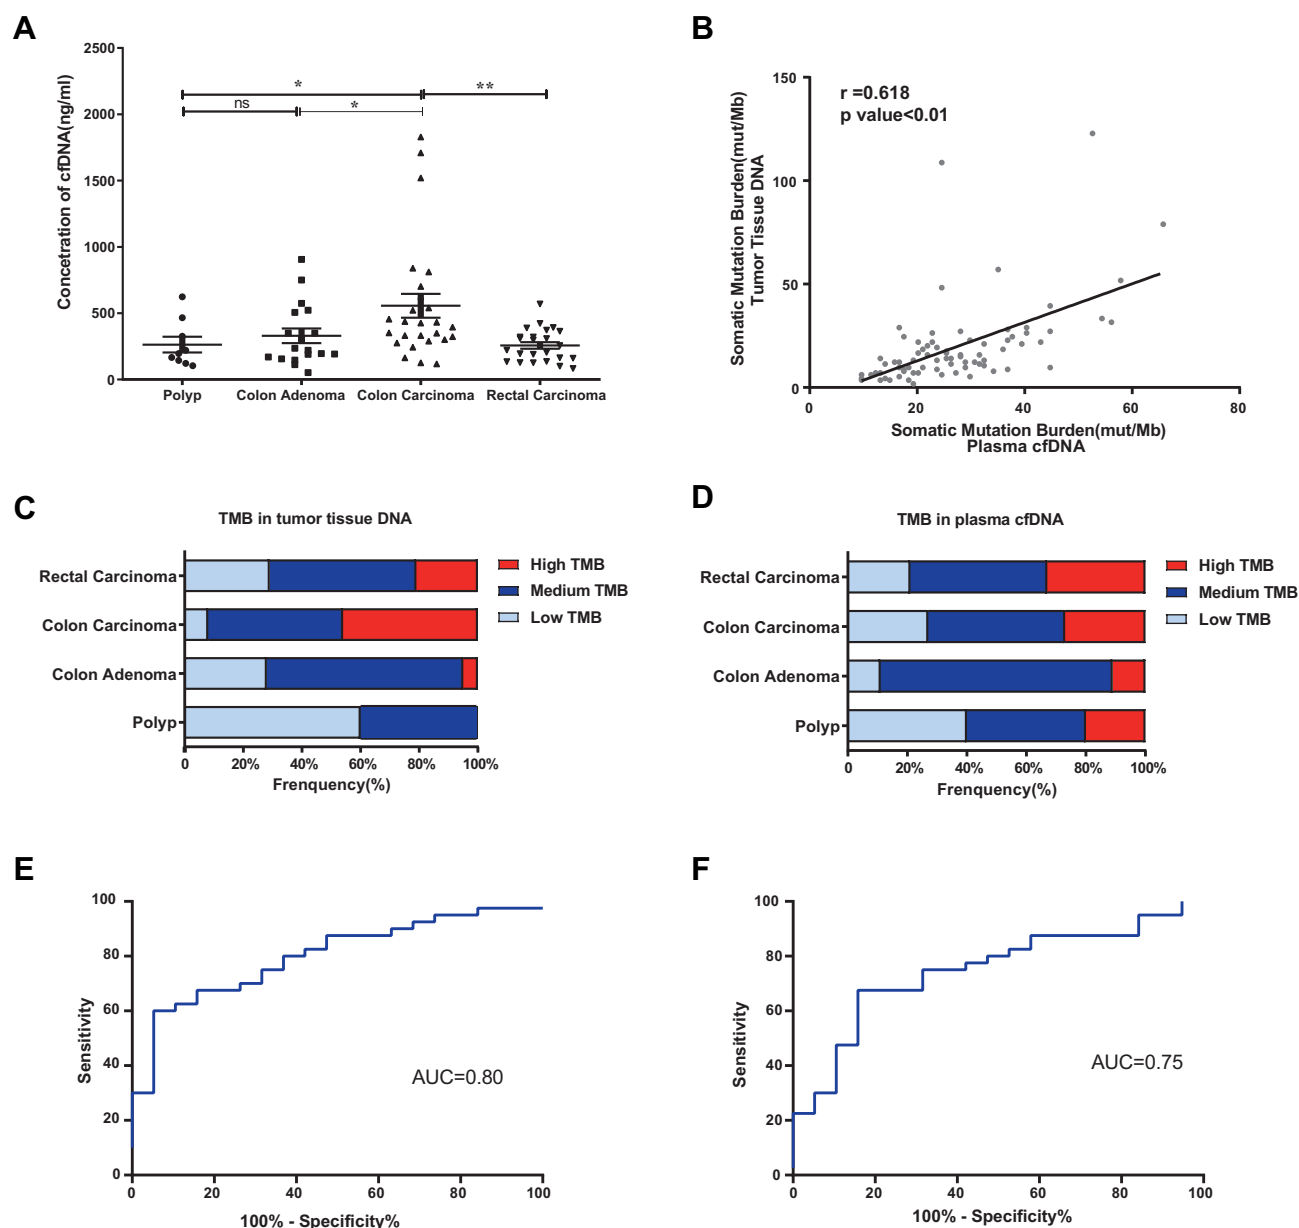 A
2500
2000
1500
1000
500
0
Concetration of cfDNA(ng/ml)
*
**
ns
*
Polyp
Colon Adenoma
Colon Carcinoma
Rectal Carcinoma
B
150
100
50
0
Somatic Mutation Burden(mut/Mb)
Tumor Tissue DNA
r =0.618
p value<0.01
0
20
40
60
80
Somatic Mutation Burden(mut/Mb)
Plasma cfDNA
C
TMB in tumor tissue DNA
Rectal Carcinoma
Colon Carcinoma
Colon Adenoma
Polyp
High TMB
Medium TMB
Low TMB
0
20%
40%
60%
80%
100%
Frenquency(%)
D
TMB in plasma cfDNA
Rectal Carcinoma
Colon Carcinoma
Colon Adenoma
Polyp
High TMB
Medium TMB
Low TMB
0
20%
40%
60%
80%
100%
Frenquency(%)
E
100
80
60
40
20
0
Sensitivity
AUC=0.80
0
20
40
60
80
100
100% - Specificity%
F
100
80
60
40
20
0
Sensitivity
AUC=0.75
0
20
40
60
80
100
100% - Specificity%